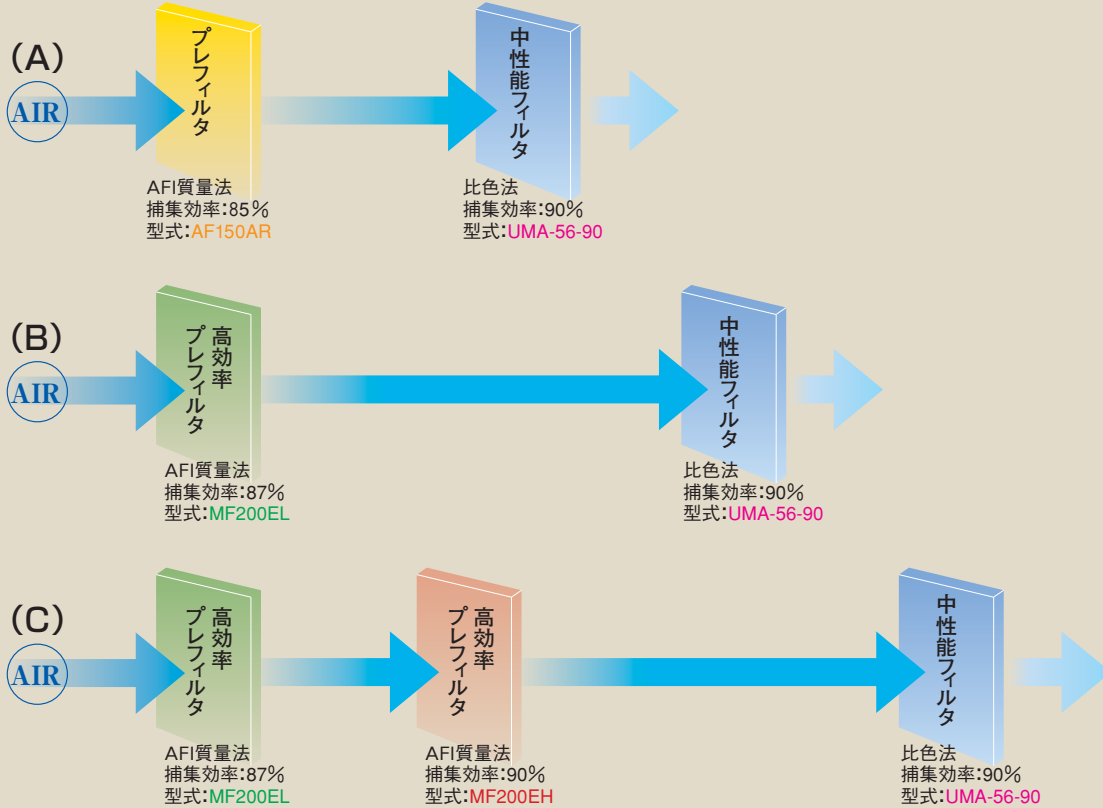 (A)
AIR
プレフィルタ
AFI質量法
捕集効率:85%
型式:AF150AR
中性能フィルタ
比色法
捕集効率:90%
型式:UMA-56-90
(B)
AIR
高効率
プレフィルタ
AFI質量法
捕集効率:87%
型式:MF200EL
中性能フィルタ
比色法
捕集効率:90%
型式:UMA-56-90
(C)
AIR
高効率
プレフィルタ
AFI質量法
捕集効率:87%
型式:MF200EL
高効率
プレフィルタ
AFI質量法
捕集効率:90%
型式:MF200EH
中性能フィルタ
比色法
捕集効率:90%
型式:UMA-56-90